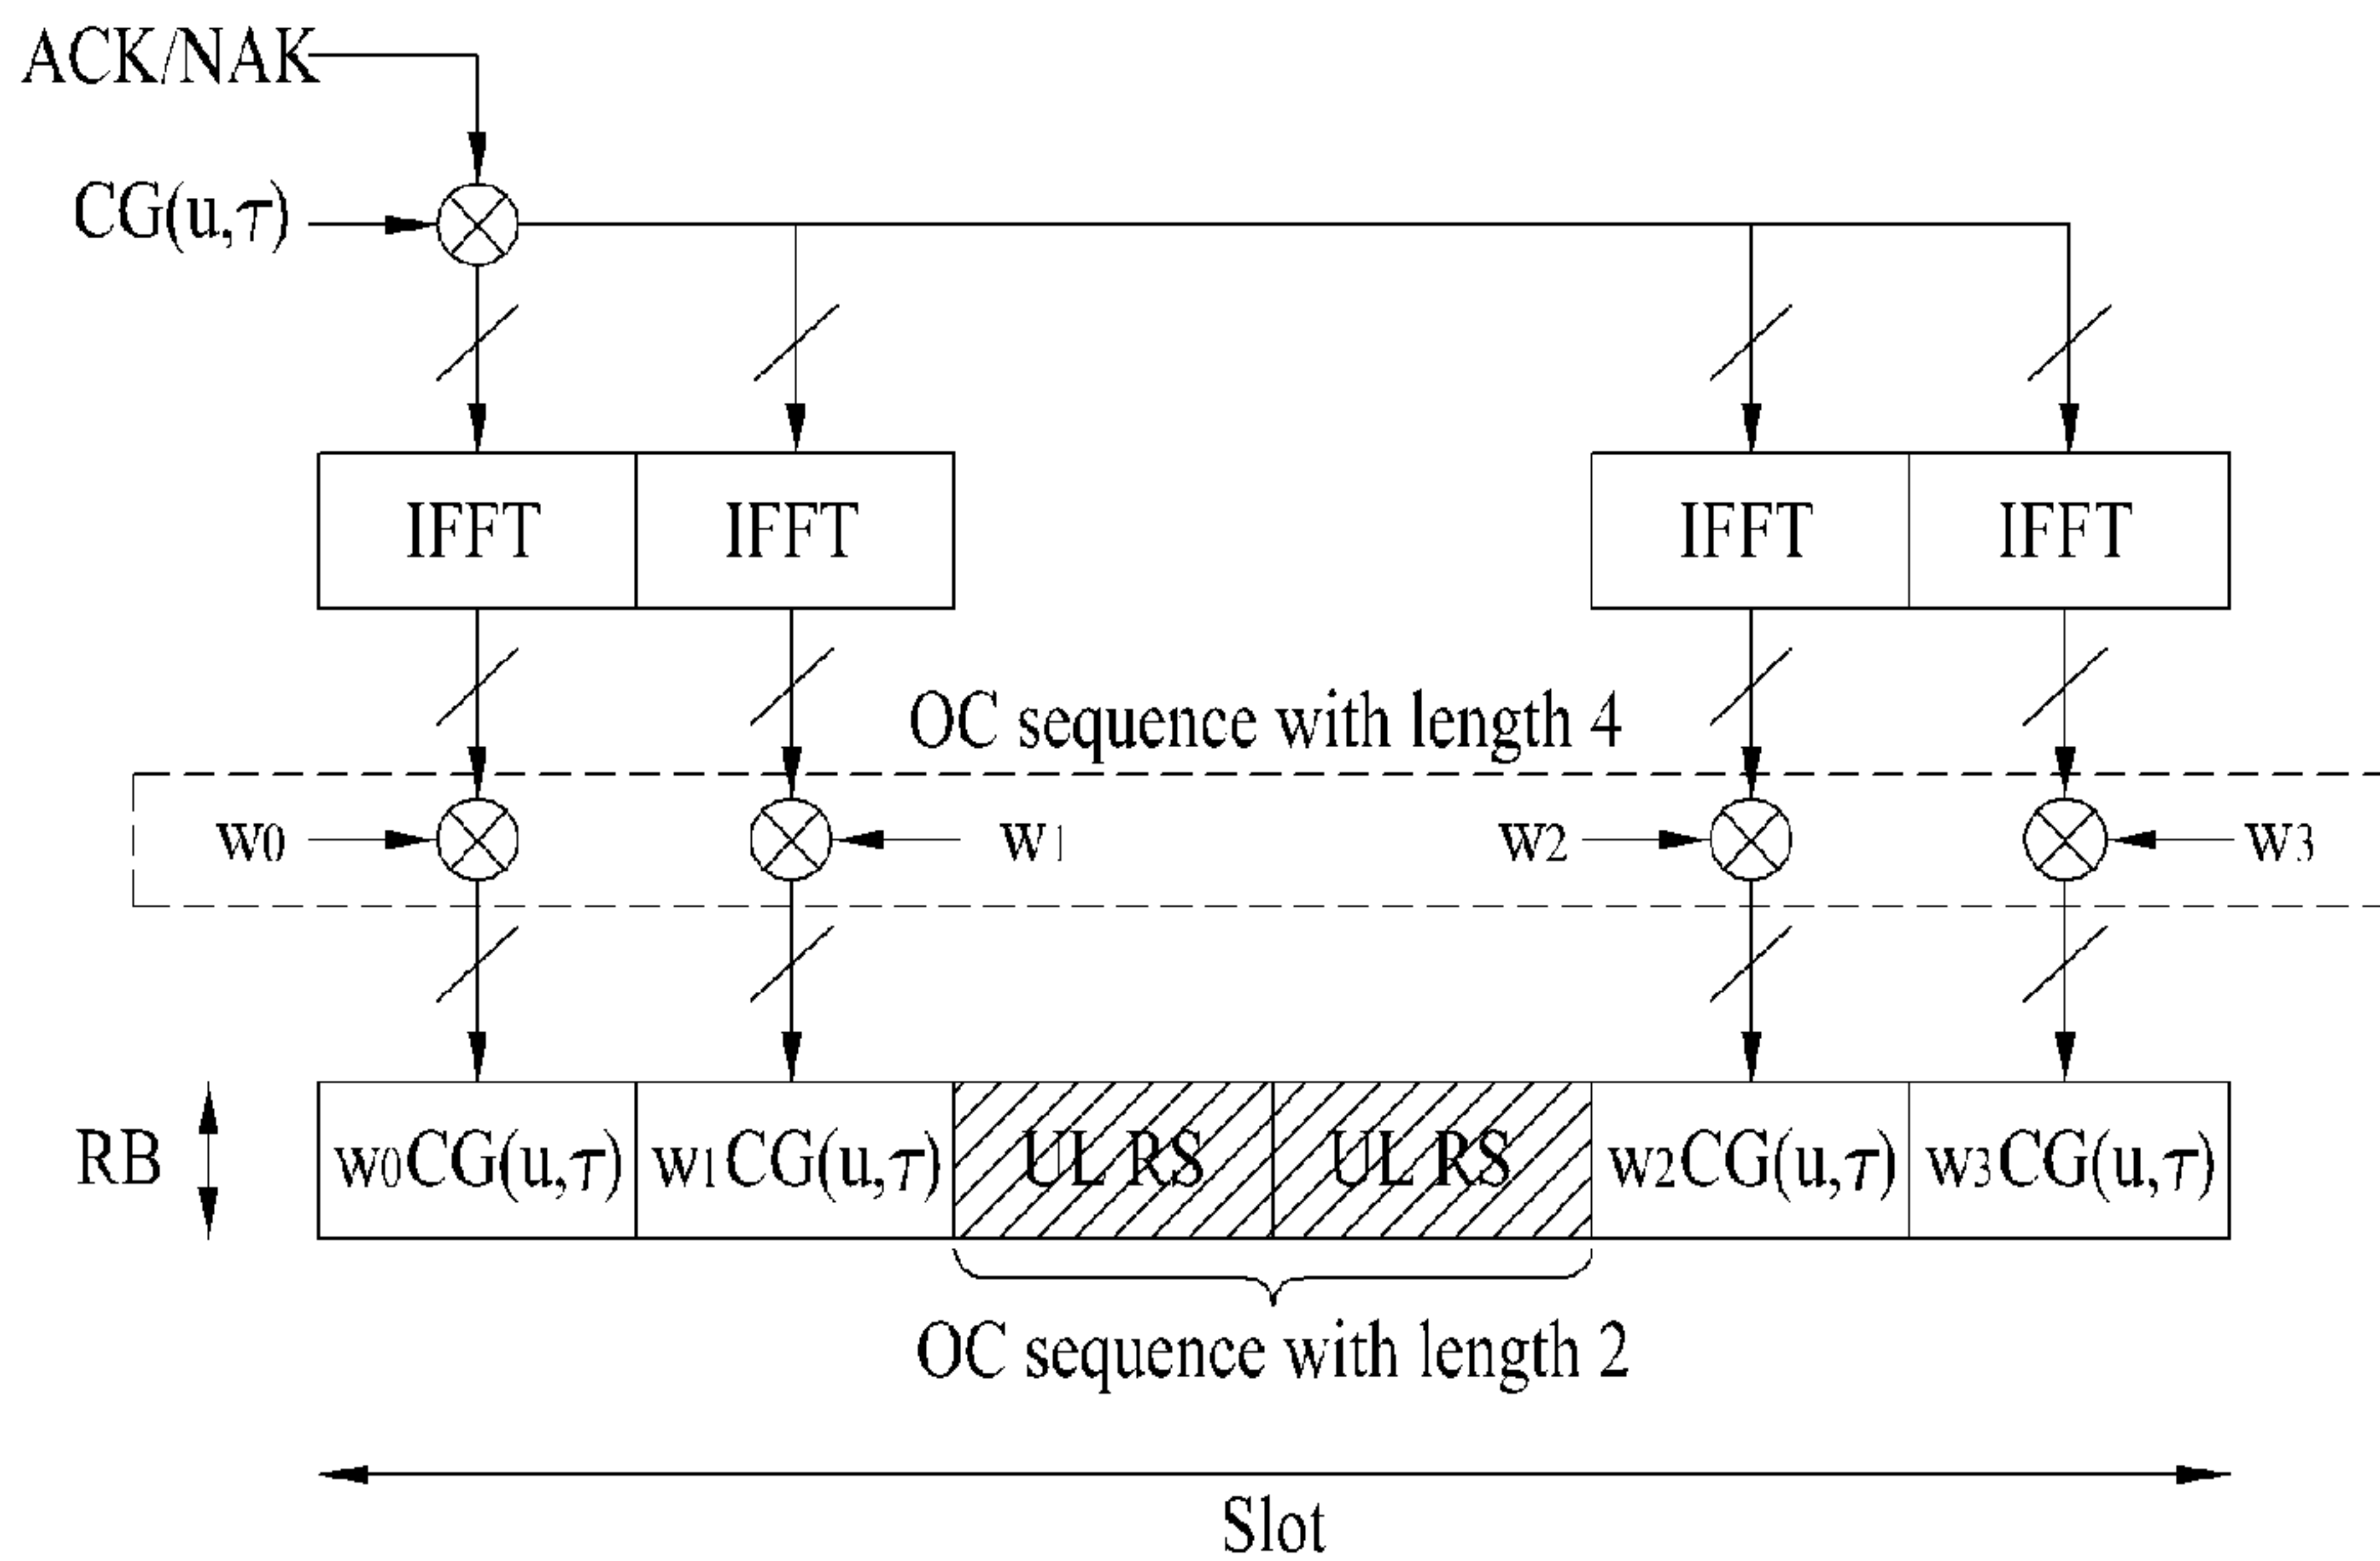 ACK/NAK
CG(u,τ)
IFFT IFFT IFFT IFFT
OC sequence with length 4
w0 w1 w2 w3
RB w0CG(u,τ) w1CG(u,τ) UL RS UL RS w2CG(u,τ) w3CG(u,τ)
OC sequence with length 2
Slot